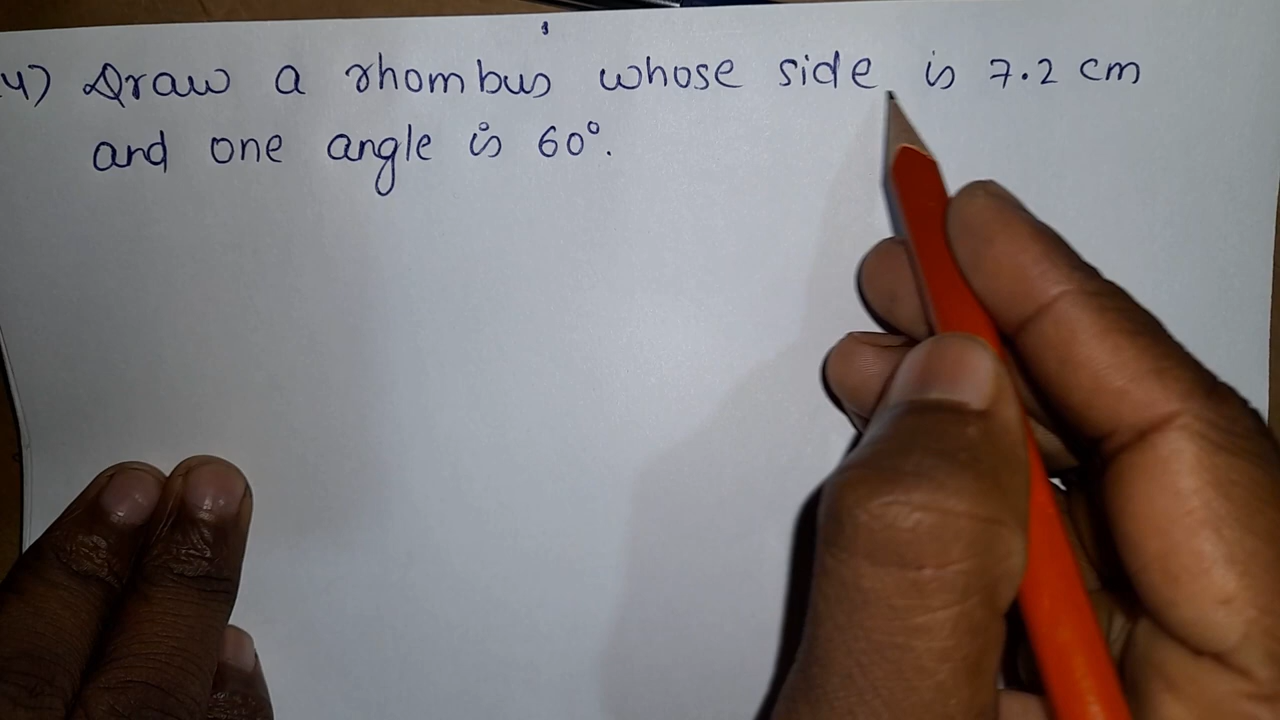 4) Draw a rhombus whose side is 7.2 cm
and one angle is 60°.